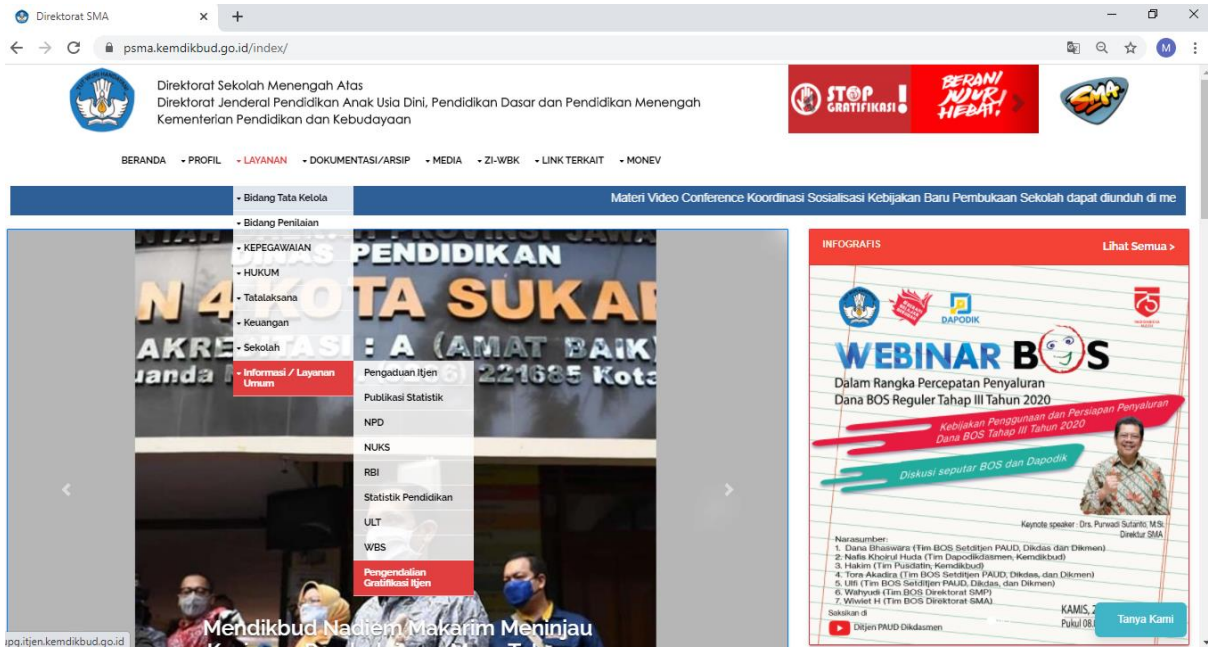 Direktorat SMA
psma.kemdikbud.go.id/index/
M
Direktorat Sekolah Menengah Atas
Direktorat Jenderal Pendidikan Anak Usia Dini, Pendidikan Dasar dan Pendidikan Menengah
Kementerian Pendidikan dan Kebudayaan
STOP
GRATIFIKASI!
BERANI
JUJUR!
HEBAT!
SMA
BERANDA PROFIL LAYANAN DOKUMENTASI/ARSIP MEDIA ZI-WBK LINK TERKAIT MONEV
Materi Video Conference Koordinasi Sosialisasi Kebijakan Baru Pembukaan Sekolah dapat diunduh di me
Bidang Tata Kelola
Bidang Penilaian
KEPEGAWAIAN
HUKUM
Tatalaksana
Keuangan
Sekolah
Informasi / Layanan
Umum
Pengaduan Itjen
Publikasi Statistik
NPD
NUKS
RBI
Statistik Pendidikan
ULT
WBS
Pengendalian
Gratifikasi Itjen
PENDIDIKAN
N 4 KOTA SUKA
: A (AMAT BAIK)
221685 Kota
Mendikbud Nadiem Makarim Meninjau
upg.itjen.kemdikbud.go.id
INFOGRAFIS
Lihat Semua >
DAPODIK
75
WEBINAR BOS
Dalam Rangka Percepatan Penyaluran
Dana BOS Reguler Tahap III Tahun 2020
Kebijakan Penggunaan dan Persiapan Penyaluran
Dana BOS Tahap III Tahun 2020
Diskusi seputar BOS dan Dapodik
Keynote speaker : Drs. Purwadi Sutanto, M.Si.
Direktur SMA
Narasumber:
1. Dana Bhaswara (Tim BOS Setditjen PAUD, Dikdas dan Dikmen)
2. Nafis Khoirul Huda (Tim Dapodikdasmen, Kemdikbud)
3. Hakim (Tim Pusdatin, Kemdikbud)
4. Tora Akadira (Tim BOS Setditjen PAUD, Dikdas, dan Dikmen)
5. Ulfi (Tim BOS Setditjen PAUD, Dikdas, dan Dikmen)
6. Wahyudi (Tim BOS Direktorat SMP)
7. Wiwiet H (Tim BOS Direktorat SMA)
Saksikan di
Ditjen PAUD Dikdasmen
KAMIS, 2
Pukul 08.
Tanya Kami